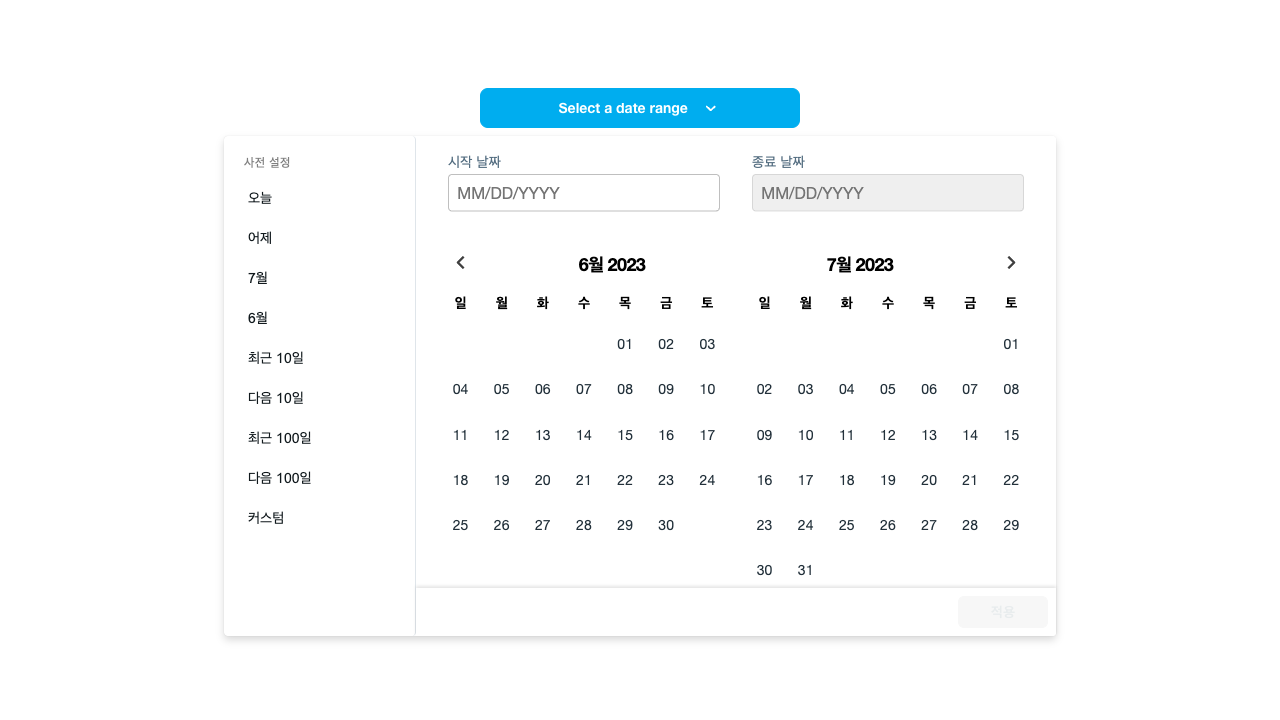 Select a date range
사전 설정
오늘
어제
7월
6월
최근 10일
다음 10일
최근 100일
다음 100일
커스텀
시작 날짜
MM/DD/YYYY
종료 날짜
MM/DD/YYYY
6월 2023
일 월 화 수 목 금 토
01 02 03
04 05 06 07 08 09 10
11 12 13 14 15 16 17
18 19 20 21 22 23 24
25 26 27 28 29 30
7월 2023
일 월 화 수 목 금 토
01
02 03 04 05 06 07 08
09 10 11 12 13 14 15
16 17 18 19 20 21 22
23 24 25 26 27 28 29
30 31
적용